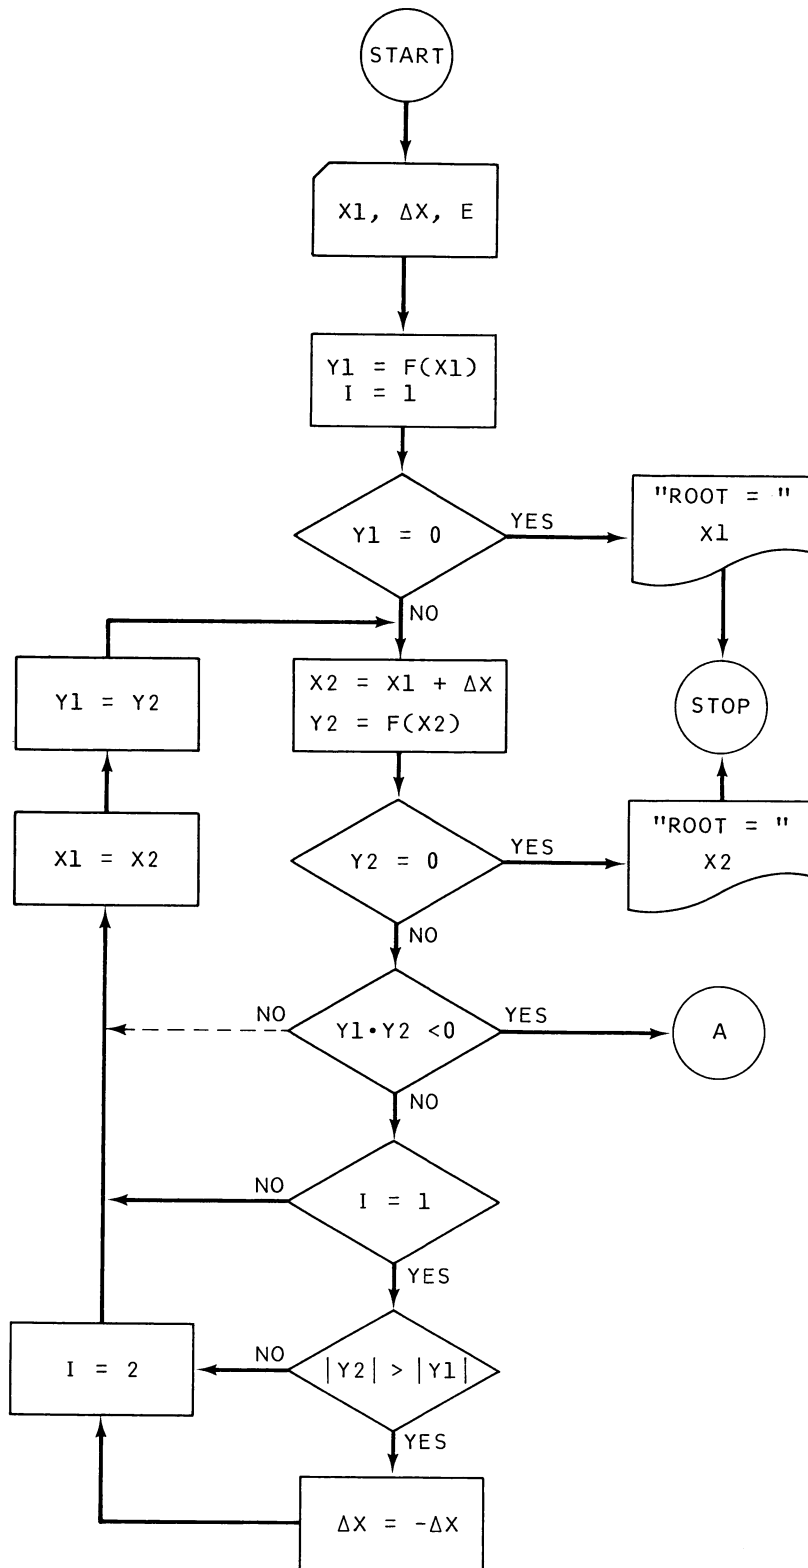 START
X1, ΔX, E
Y1 = F(X1)
I = 1
Y1 = 0
YES
"ROOT = "
X1
NO
Y1 = Y2
X2 = X1 + ΔX
Y2 = F(X2)
STOP
X1 = X2
Y2 = 0
YES
"ROOT = "
X2
NO
NO
Y1•Y2 <0
YES
A
NO
NO
I = 1
YES
I = 2
NO
|Y2| > |Y1|
YES
ΔX = -ΔX